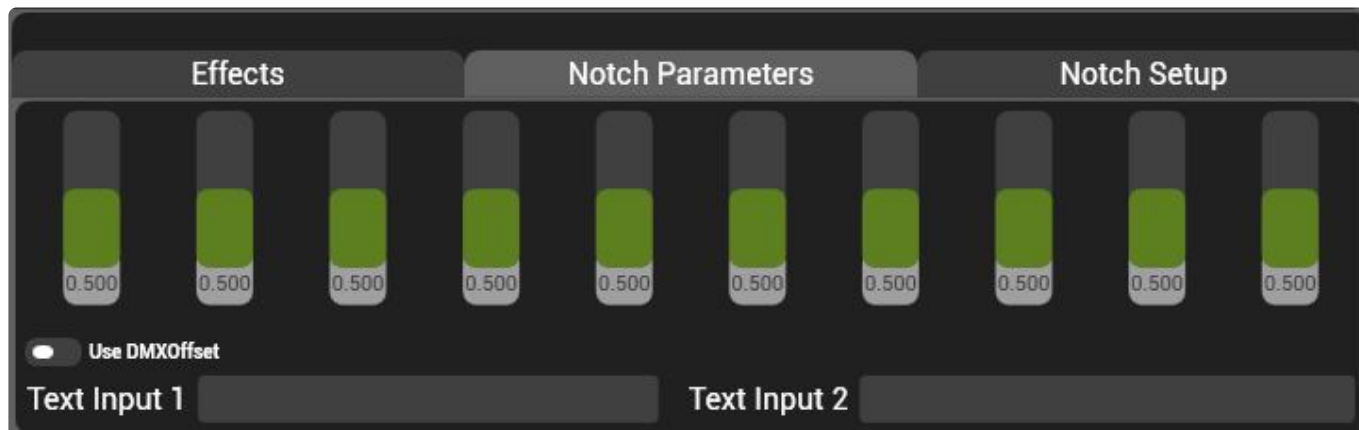 Effects Notch Parameters Notch Setup
0.500 0.500 0.500 0.500 0.500 0.500 0.500 0.500 0.500 0.500
Use DMXOffset
Text Input 1 Text Input 2